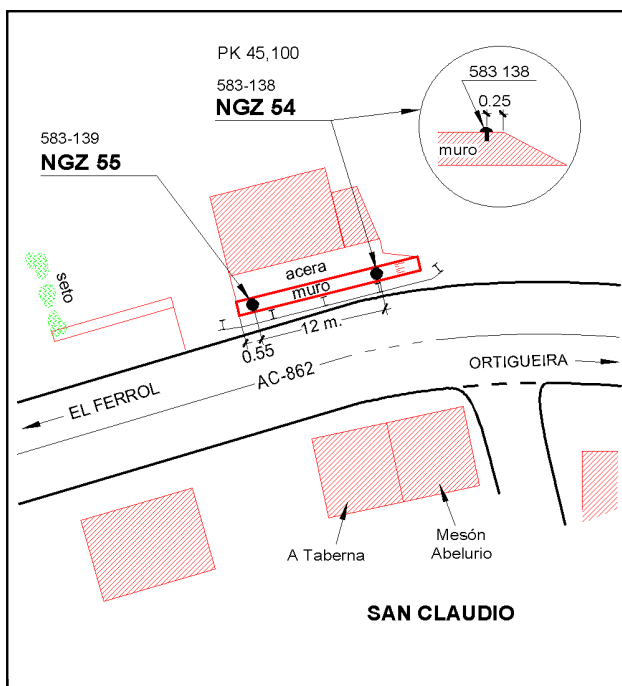 PK 45,100
583-138
NGZ 54
583 138
0.25
muro
583-139
NGZ 55
seto
acera
muro
12 m.
0.55
EL FERROL
AC-862
ORTIGUEIRA
A Taberna
Mesón
Abelurio
SAN CLAUDIO